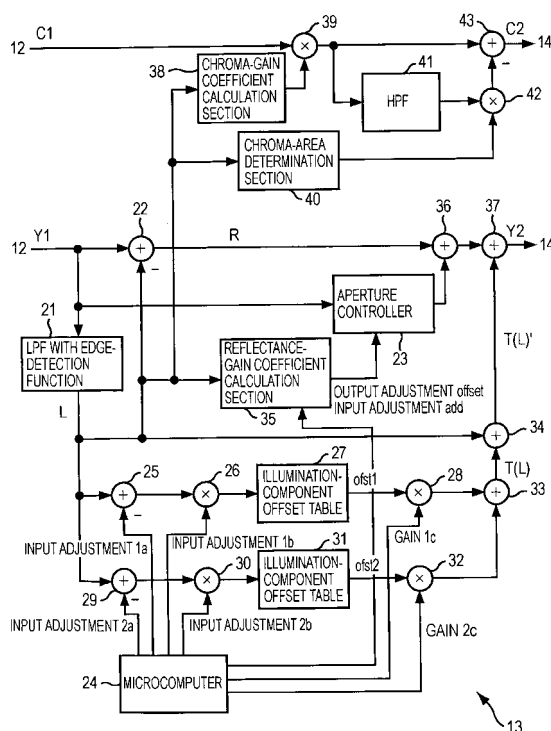 39
43
12 C1
C2 14
38
CHROMA-GAIN
COEFFICIENT
CALCULATION
SECTION
41
HPF
42
CHROMA-AREA
DETERMINATION
SECTION
40
22
36
37
12 Y1
R
Y2 14
21
LPF WITH EDGE-
DETECTION
FUNCTION
APERTURE
CONTROLLER
23
L
REFLECTANCE-
GAIN COEFFICIENT
CALCULATION
SECTION
35
T(L)'
OUTPUT ADJUSTMENT offset
INPUT ADJUSTMENT add
34
25
26
27
ILLUMINATION-
COMPONENT
OFFSET TABLE
ofst1
28
T(L)
33
INPUT ADJUSTMENT 1a
INPUT ADJUSTMENT 1b
GAIN 1c
29
30
31
ILLUMINATION-
COMPONENT
OFFSET TABLE
ofst2
32
INPUT ADJUSTMENT 2a
INPUT ADJUSTMENT 2b
GAIN 2c
24
MICROCOMPUTER
13